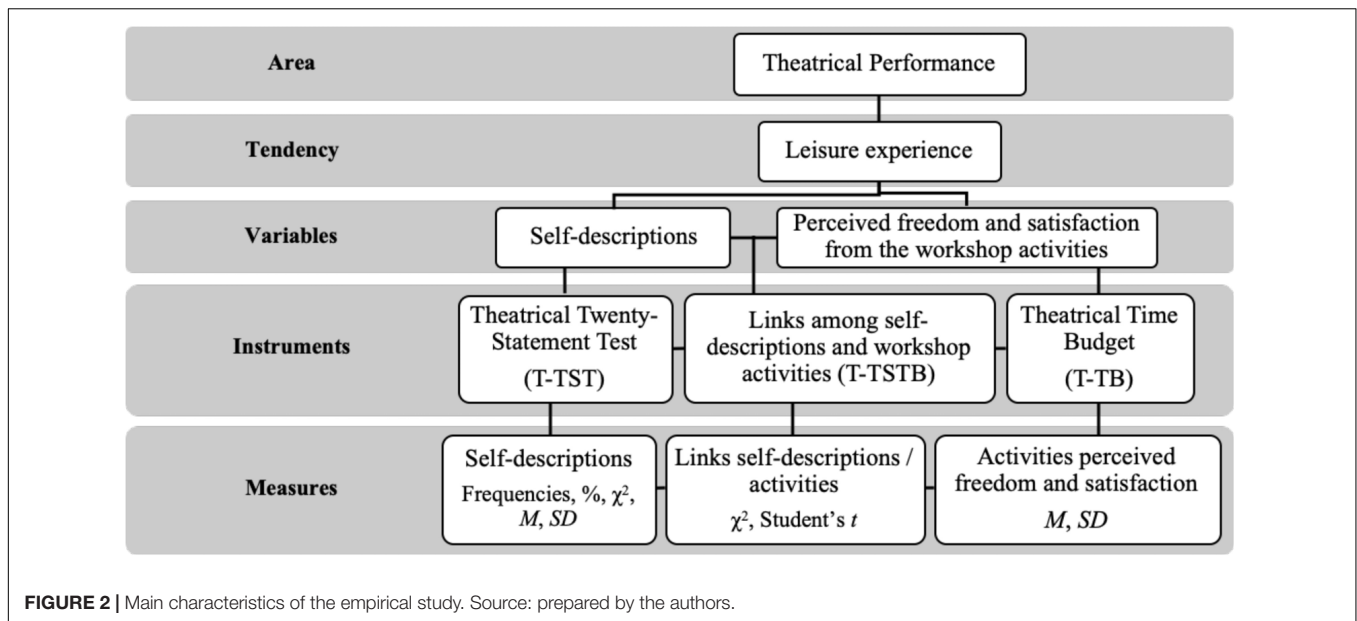 Area
Theatrical Performance
Tendency
Leisure experience
Variables
Self-descriptions
Perceived freedom and satisfaction
from the workshop activities
Instruments
Theatrical Twenty-
Statement Test
(T-TST)
Links among self-
descriptions and workshop
activities (T-TSTB)
Theatrical Time
Budget
(T-TB)
Measures
Self-descriptions
Frequencies, %, χ²,
M, SD
Links self-descriptions /
activities
χ², Student's t
Activities perceived
freedom and satisfaction
M, SD
FIGURE 2 | Main characteristics of the empirical study. Source: prepared by the authors.